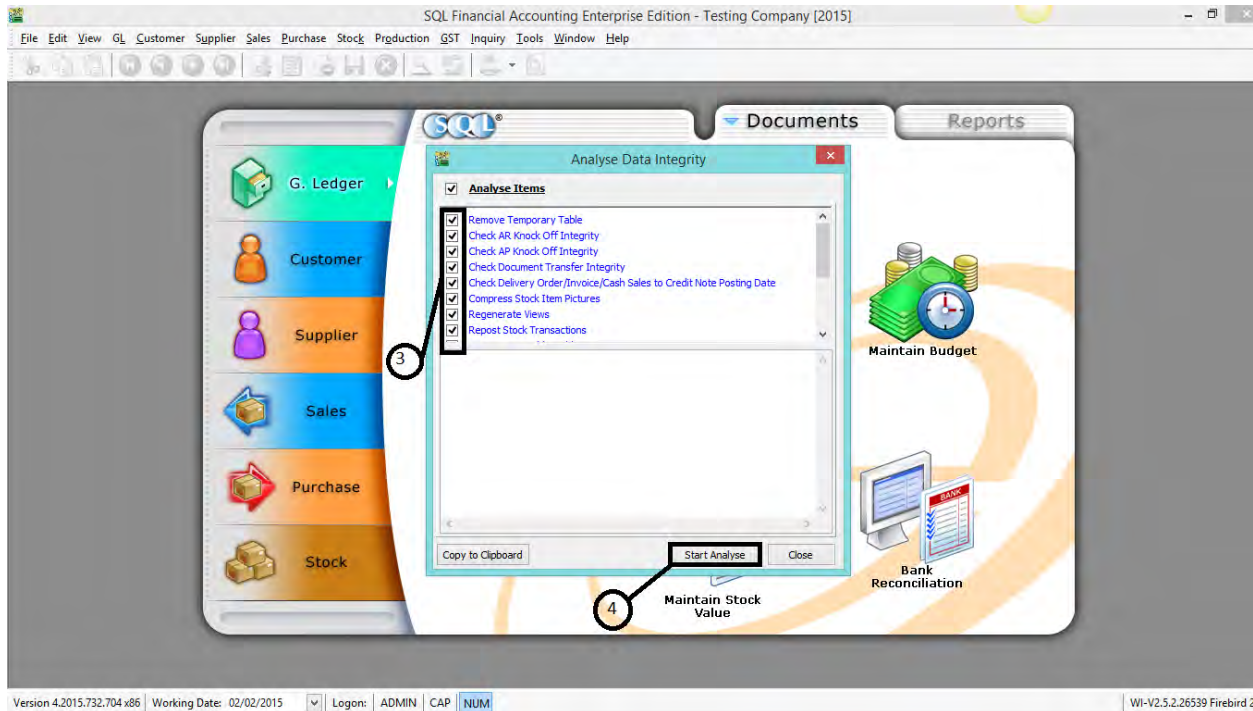 SQL Financial Accounting Enterprise Edition - Testing Company [2015]
File Edit View GL Customer Supplier Sales Purchase Stock Production GST Inquiry Tools Window Help
SQL®
Documents
Reports
G. Ledger
Customer
Supplier
Sales
Purchase
Stock
Analyse Data Integrity
Analyse Items
Remove Temporary Table
Check AR Knock Off Integrity
Check AP Knock Off Integrity
Check Document Transfer Integrity
Check Delivery Order/Invoice/Cash Sales to Credit Note Posting Date
Compress Stock Item Pictures
Regenerate Views
Repost Stock Transactions
3
Copy to Clipboard
Start Analyse
Close
4
Maintain Budget
BANK
Bank
Reconciliation
Maintain Stock
Value
Version 4.2015.732.704 x86 Working Date: 02/02/2015 Logon: ADMIN CAP NUM WI-V2.5.2.26539 Firebird 2